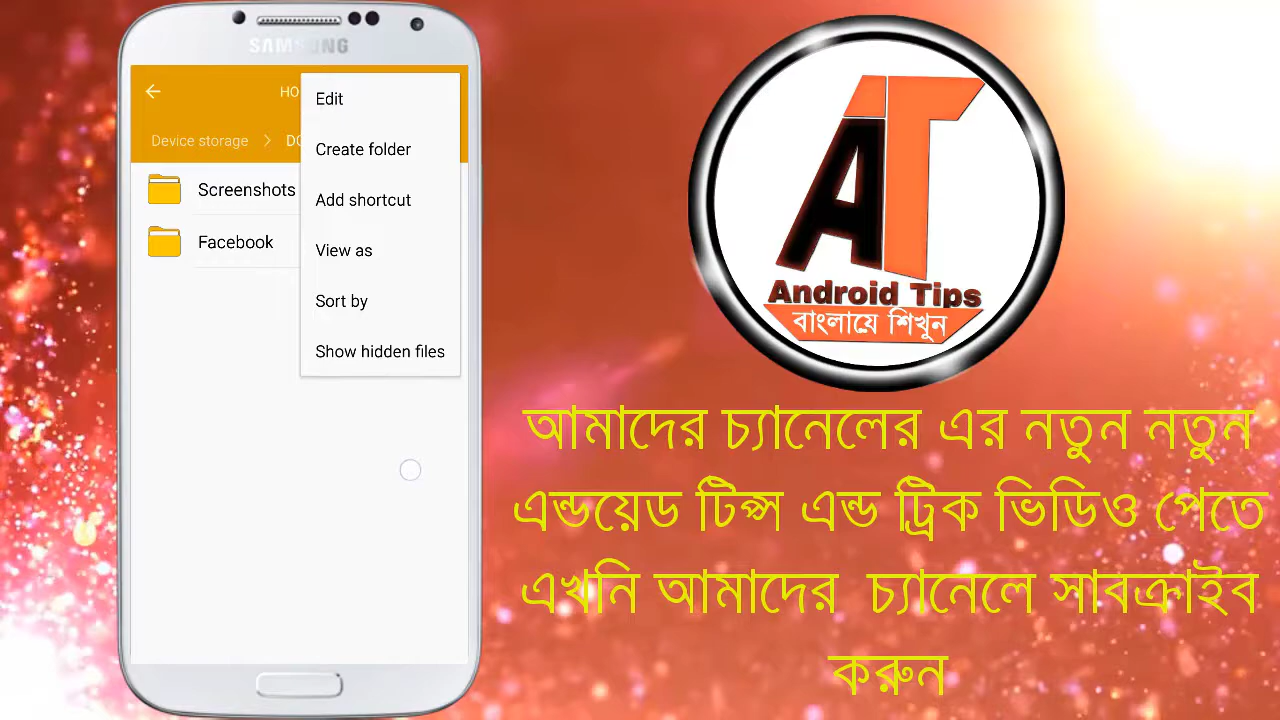 SAMSUNG
HO
Device storage > DC
Edit
Create folder
Add shortcut
View as
Sort by
Show hidden files
Screenshots
Facebook
AT
Android Tips
বাংলাযে শিখুন
আমাদের চ্যানেলের এর নতুন নতুন
এন্ডয়েড টিপ্স এন্ড ট্রিক ভিডিও পেতে
এখনি আমাদের চ্যানেলে সাবক্রাইব
করুন